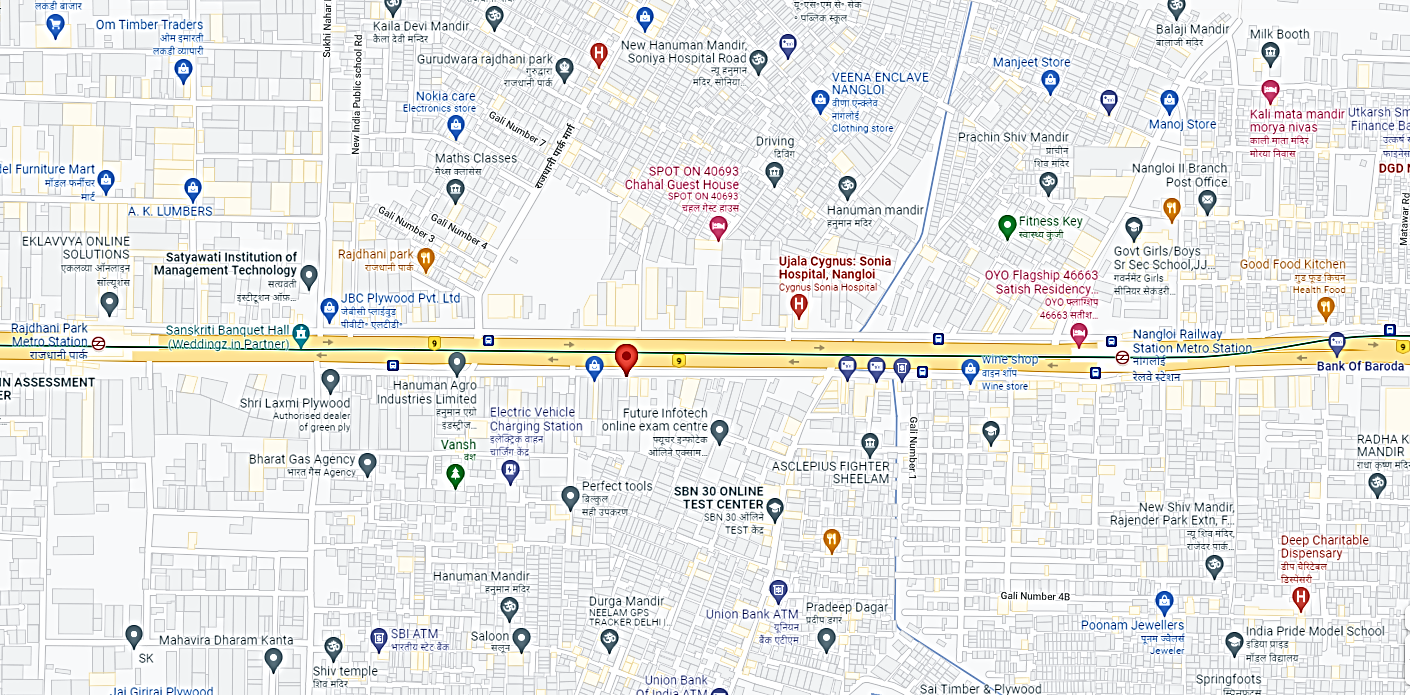 लकड़ी बाजार
Om Timber Traders
ओम इमारती
लकड़ी व्यापारी
Sukhi Nahar
New India Public school Rd
Kaila Devi Mandir
कैला देवी मन्दिर
Gurudwara rajdhani park
गुरुद्वारा
राजधानी पार्क
New Hanuman Mandir,
Soniya Hospital Road
न्यू हनुमान
मंदिर, सोनिया...
पब्लिक स्कूल
Balaji Mandir
बालाजी मंदिर
Milk Booth
Manjeet Store
VEENA ENCLAVE
NANGLOI
वीणा एन्क्लेव
नांगलोई
Clothing store
Nokia care
Electronics store
Gali Number 7
राजधानी पार्क मार्ग
Manoj Store
Kali mata mandir
morya nivas
काली माता मंदिर
मोरया निवास
Utkarsh Sm
Finance Ba
Prachin Shiv Mandir
प्राचीन
शिव मंदिर
Driving
ड्रिविंग
Maths Classes
मैथ्स क्लासेस
del Furniture Mart
मॉडल फर्नीचर
मार्ट
A. K. LUMBERS
SPOT ON 40693
Chahal Guest House
SPOT ON 40693
चहल गेस्ट हाउस
Nangloi II Branch
Post Office
DGD
Matawar Rd
Hanuman mandir
हनुमान मंदिर
Gali Number 3
Gali Number 4
Fitness Key
स्वास्थ्य कुंजी
EKLAVVYA ONLINE
SOLUTIONS
एकलव्या ऑनलाइन
सॉल्यूशंस
Satyawati Institution of
Management Technology
सत्यवती
इंस्टीटूशन ऑफ़...
Rajdhani park
राजधानी पार्क
Govt Girls/Boys
Sr Sec School,JJ...
गवर्नमेंट Girls
सीनियर सेकंडरी...
Ujala Cygnus: Sonia
Hospital, Nangloi
Cygnus Sonia Hospital
OYO Flagship 46663
Satish Residency...
OYO फ्लैगशिप
46663 सतीश...
Good Food Kitchen
गुड फूड किचन
Health Food
JBC Plywood Pvt. Ltd
जेबीसी प्लाईवुड
पीवीटी॰ एलटीडी॰
Rajdhani Park
Metro Station
राजधानी पार्क
Sanskriti Banquet Hall
(Weddingz.in Partner)
9
9
9
Nangloi Railway
Station Metro Station
नांगलोई
रेलवे स्टेशन
Bank Of Baroda
wine shop
वाइन शॉप
Wine store
IN ASSESSMENT
ER
Hanuman Agro
Industries Limited
हनुमान एग्रो
इंडस्ट्रीज...
Shri Laxmi Plywood
Authorised dealer
of green ply
Electric Vehicle
Charging Station
इलेक्ट्रिक वाहन
चार्जिंग केंद्र
Future Infotech
online exam centre
फ्यूचर इन्फोटेक
ऑनलाइन एक्साम...
Gali Number 1
Vansh
वंश
Bharat Gas Agency
भारत गैस Agency
ASCLEPIUS FIGHTER
SHEELAM
RADHA K
MANDIR
राधा कृष्ण मंदिर
Perfect tools
बिल्कुल
सही उपकरण
SBN 30 ONLINE
TEST CENTER
SBN 30 ऑनलाइन
TEST केंद्र
New Shiv Mandir,
Rajender Park Extn, F...
न्यू शिव मंदिर,
राजेंदर पार्क...
Deep Charitable
Dispensary
डीप चेरिटेबल
डिस्पेंसरी
Hanuman Mandir
हनुमान मंदिर
Gali Number 4B
Durga Mandir
NEELAM GPS
TRACKER DELHI |...
Union Bank ATM
यूनियन
बैंक एटीएम
Pradeep Dagar
प्रदीप डगर
Poonam Jewellers
पूनम ज्वैलर्स
Jeweler
India Pride Model School
इंडिया प्राइड
मॉडल विद्यालय
SK
Mahavira Dharam Kanta
SBI ATM
भारतीय स्टेट बैंक
Saloon
सलून
Shiv temple
शिव मंदिर
Jai Giriraj Plywood
Union Bank
Of India ATM
Sai Timber & Plywood
Springfoots